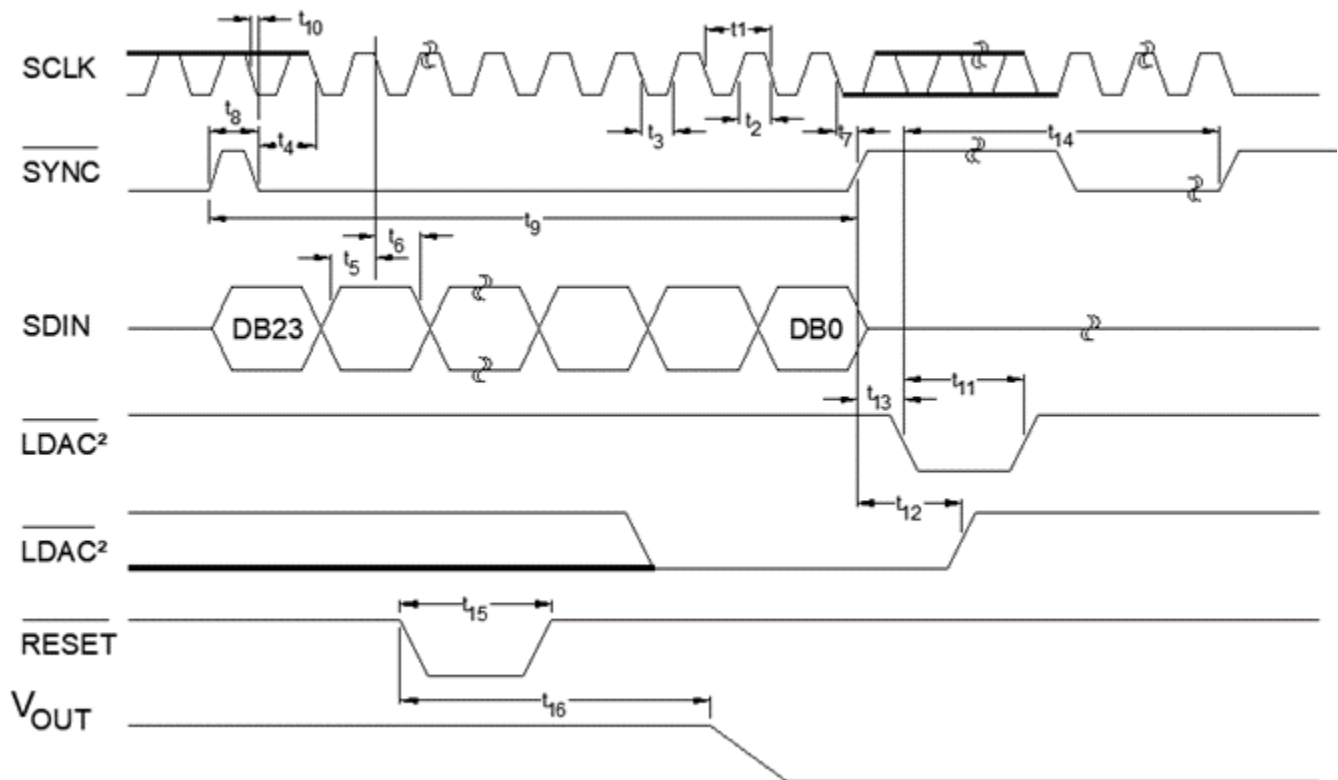 t10
t1
SCLK
t8
t4
t3
t2
t7
t14
SYNC
t9
t6
t5
SDIN
DB23
DB0
t11
t13
LDAC²
t12
LDAC²
t15
RESET
t16
VOUT